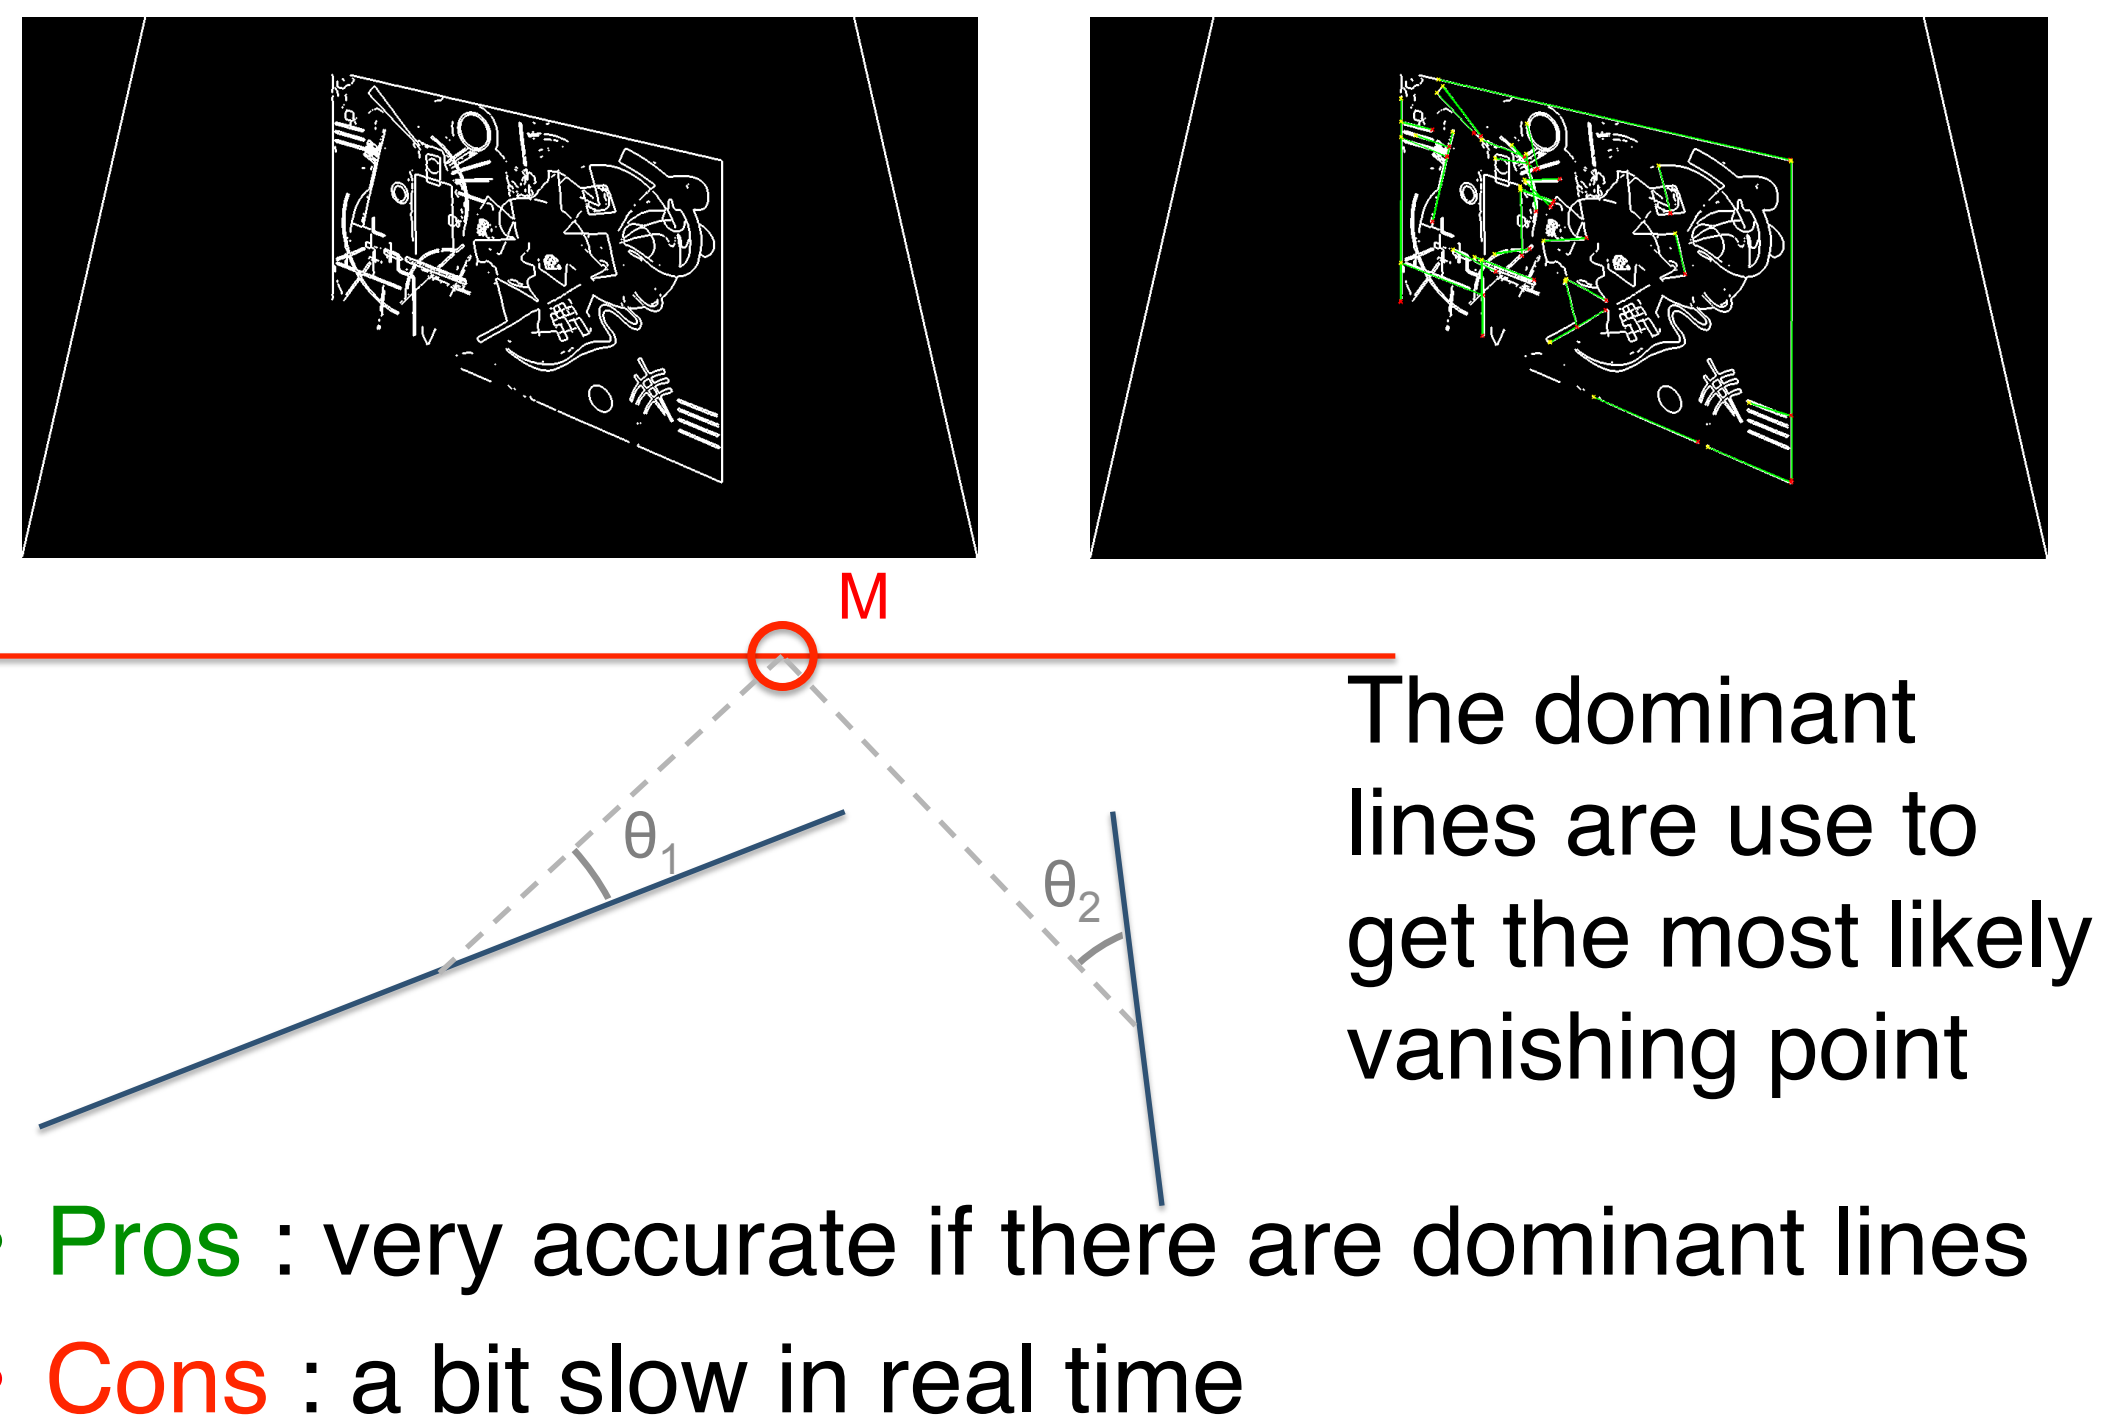 M
θ1
θ2
The dominant
lines are use to
get the most likely
vanishing point
• Pros : very accurate if there are dominant lines
• Cons : a bit slow in real time